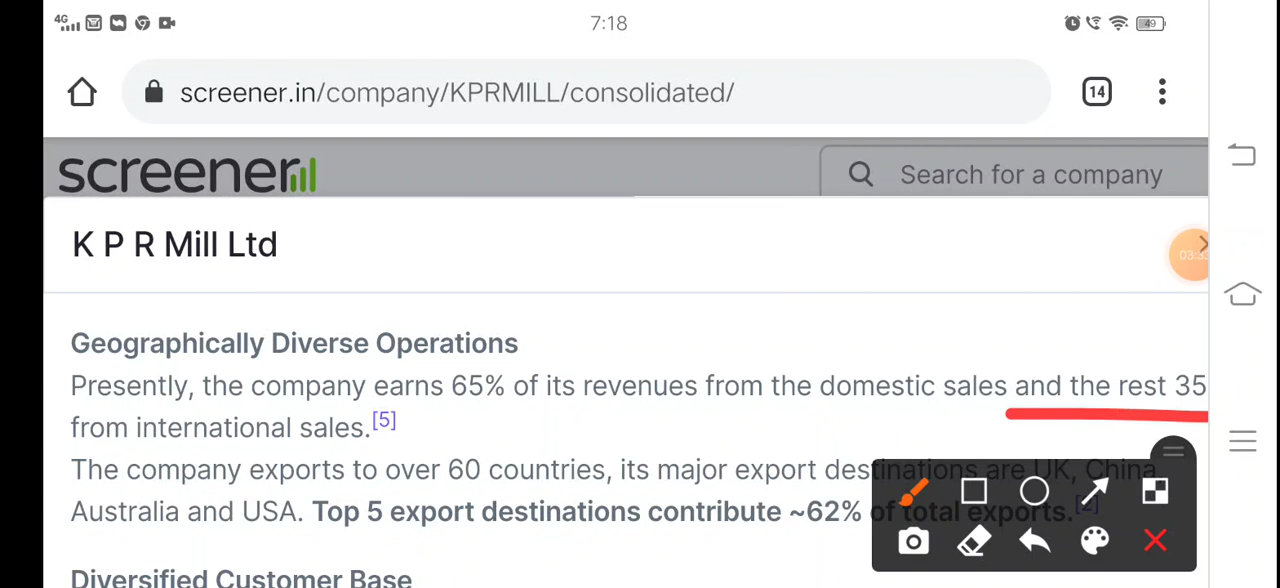 4G
7:18
49
screener.in/company/KPRMILL/consolidated/
14
screener
Search for a company
K P R Mill Ltd
Geographically Diverse Operations
Presently, the company earns 65% of its revenues from the domestic sales and the rest 35
from international sales.[5]
The company exports to over 60 countries, its major export destinations are UK, China,
Australia and USA. Top 5 export destinations contribute ~62% of total exports.
Diversified Customer Base